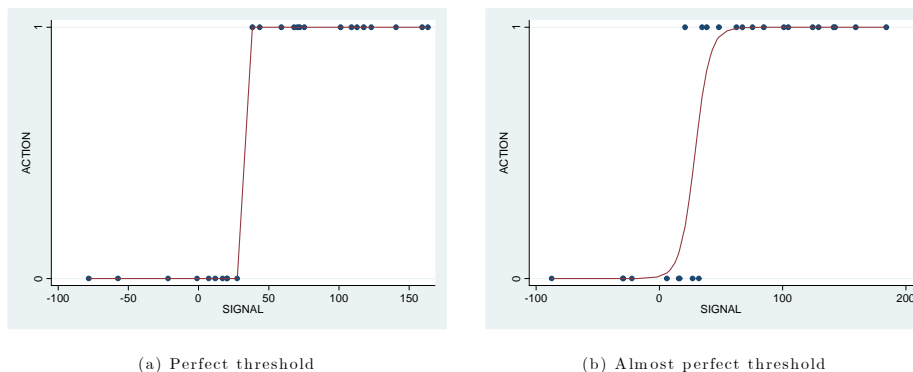 ACTION
1
0
-100 -50 0 50 100 150
SIGNAL
(a) Perfect threshold
ACTION
1
0
-100 0 100 200
SIGNAL
(b) Almost perfect threshold